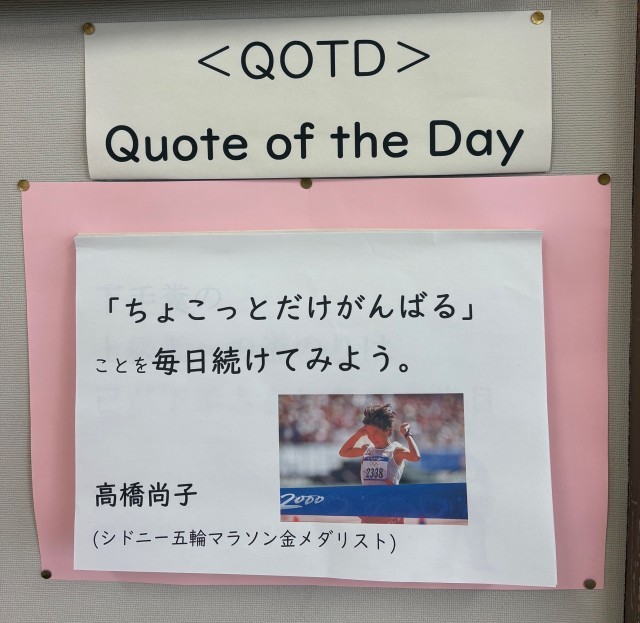 ＜QOTD＞
Quote of the Day
「ちょこっとだけがんばる」
ことを毎日続けてみよう。
2338
2000
高橋尚子
(シドニー五輪マラソン金メダリスト)